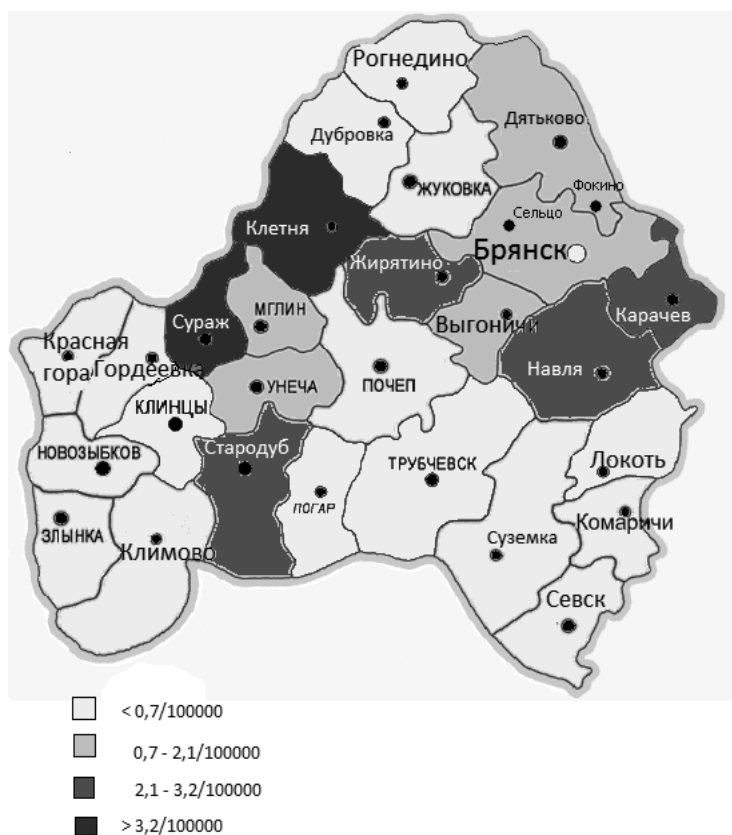 Рогнедино
Дубровка
Дятьково
ЖУКОВКА
Фокино
Сельцо
Клетня
Брянск
Жирятино
Карачев
МГЛИН
Сураж
Выгоничи
Красная
гора
Гордеевка
Навля
УНЕЧА
ПОЧЕП
КЛИНЦЫ
НОВОЗЫБКОВ
Стародуб
ТРУБЧЕВСК
Локоть
ПОГАР
ЗЛЫНКА
Климово
Комаричи
Суземка
Севск
< 0,7/100000
0,7 - 2,1/100000
2,1 - 3,2/100000
> 3,2/100000